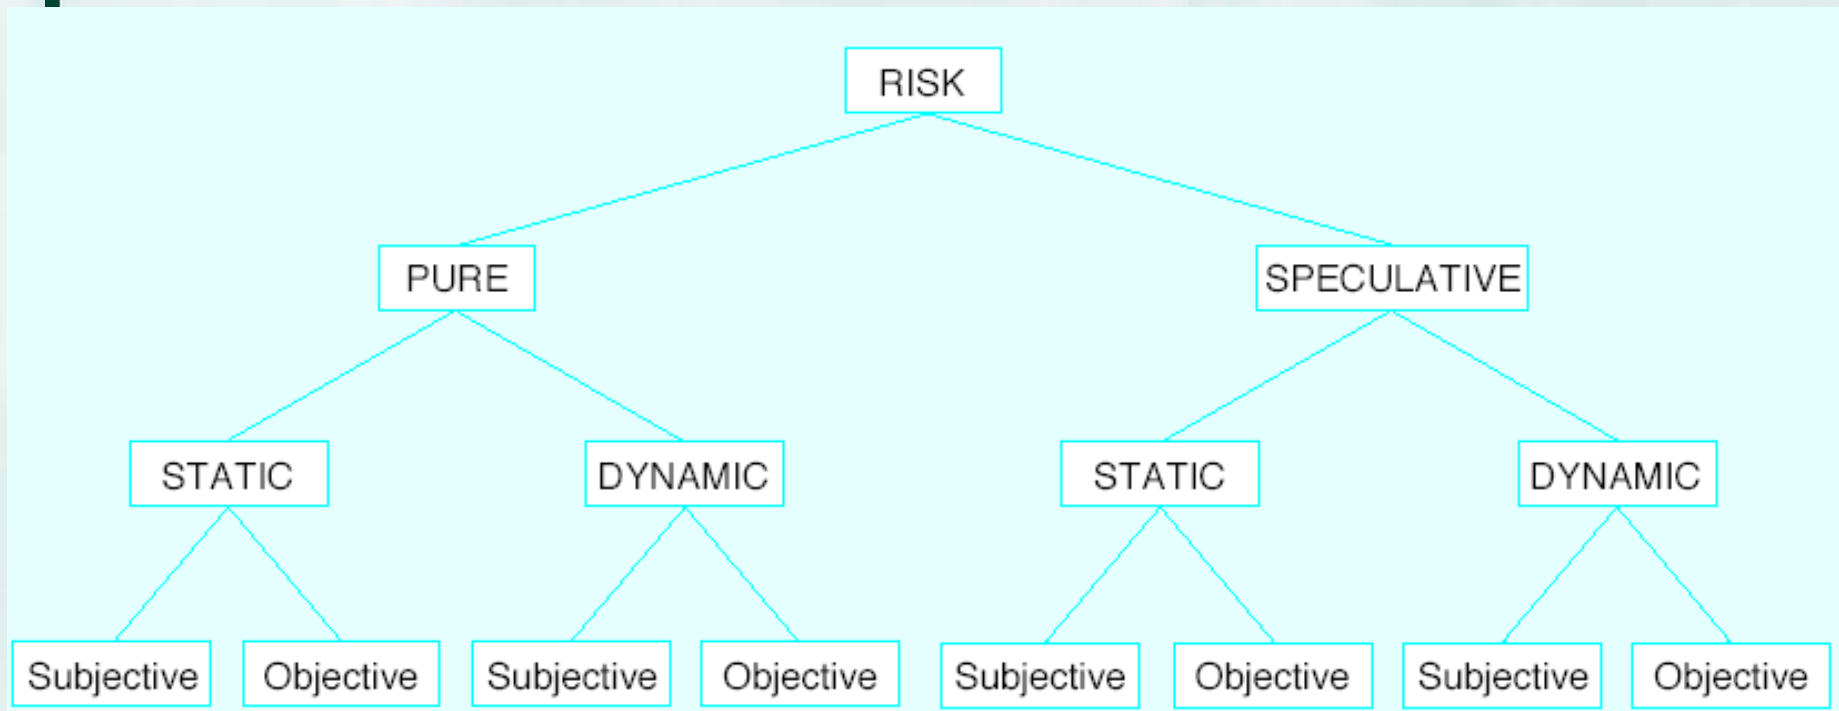 RISK
PURE SPECULATIVE
STATIC DYNAMIC STATIC DYNAMIC
Subjective Objective Subjective Objective Subjective Objective Subjective Objective